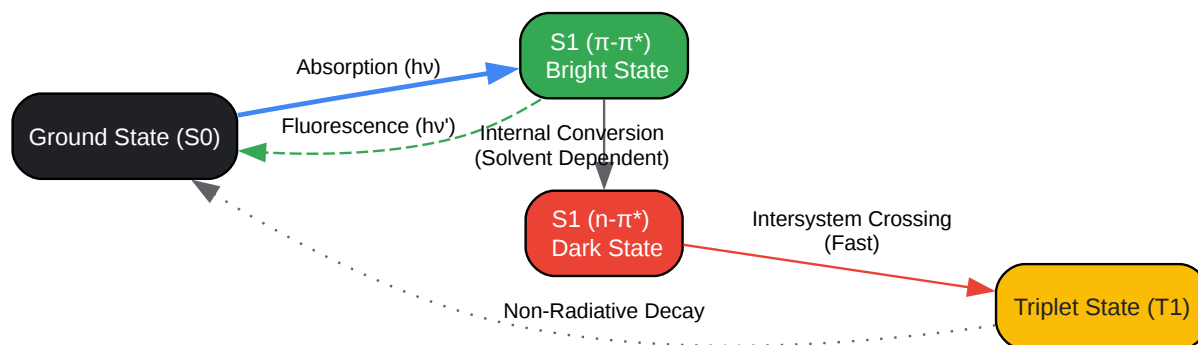 S1 (π-π*)
Bright State
Absorption (hν)
Ground State (S0)
Fluorescence (hν')
Internal Conversion
(Solvent Dependent)
S1 (n-π*)
Dark State
Intersystem Crossing
(Fast)
Triplet State (T1)
Non-Radiative Decay